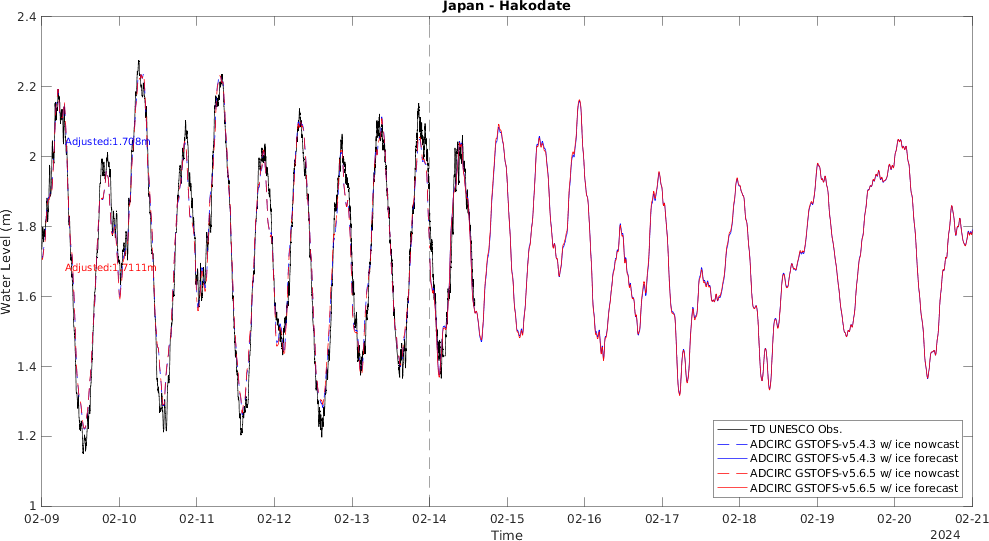 Japan - Hakodate
Water Level (m)
2.4
2.2
2
1.8
1.6
1.4
1.2
1
Adjusted:1.708m
Adjusted:1.7111m
TD UNESCO Obs.
ADCIRC GSTOFS-v5.4.3 w/ ice nowcast
ADCIRC GSTOFS-v5.4.3 w/ ice forecast
ADCIRC GSTOFS-v5.6.5 w/ ice nowcast
ADCIRC GSTOFS-v5.6.5 w/ ice forecast
02-09 02-10 02-11 02-12 02-13 02-14 02-15 02-16 02-17 02-18 02-19 02-20 02-21
Time
2024